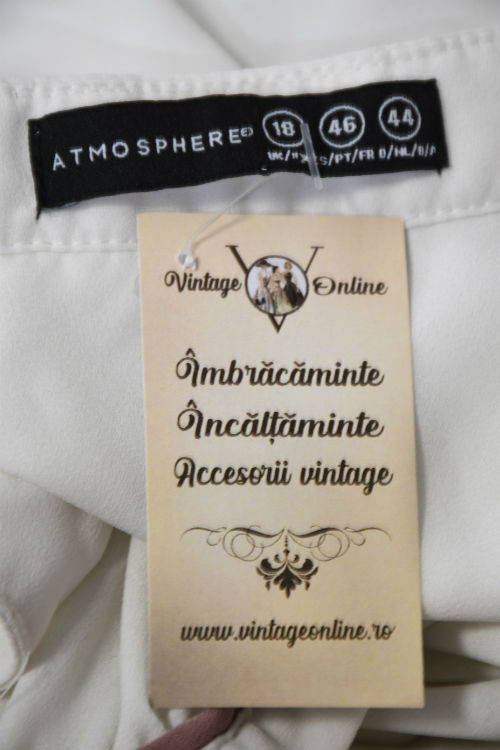 ATMOSPHERE
18 46 44
Vintage V Online
Îmbrăcăminte
Încălțăminte
Accesorii vintage
www.vintageonline.ro